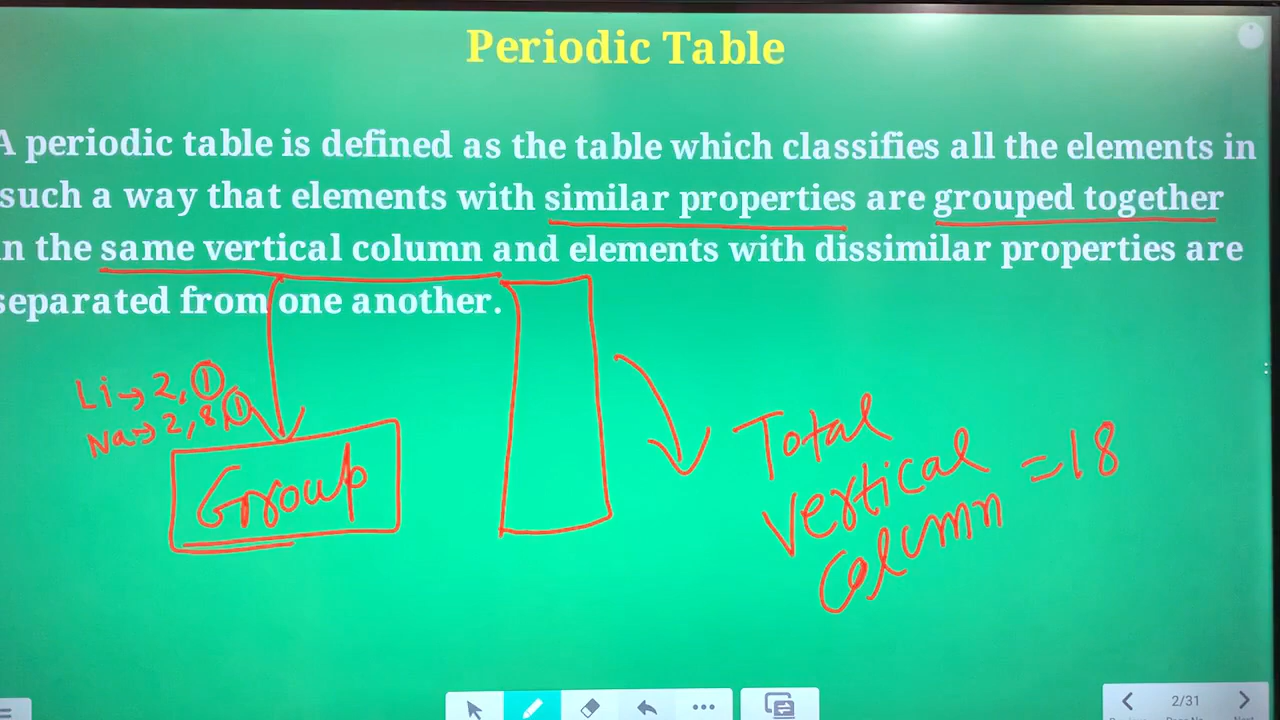 Periodic Table
A periodic table is defined as the table which classifies all the elements in
such a way that elements with similar properties are grouped together
in the same vertical column and elements with dissimilar properties are
separated from one another.
Li → 2, 1
Na → 2, 8, 1
Group
Total
vertical
column = 18
2/31